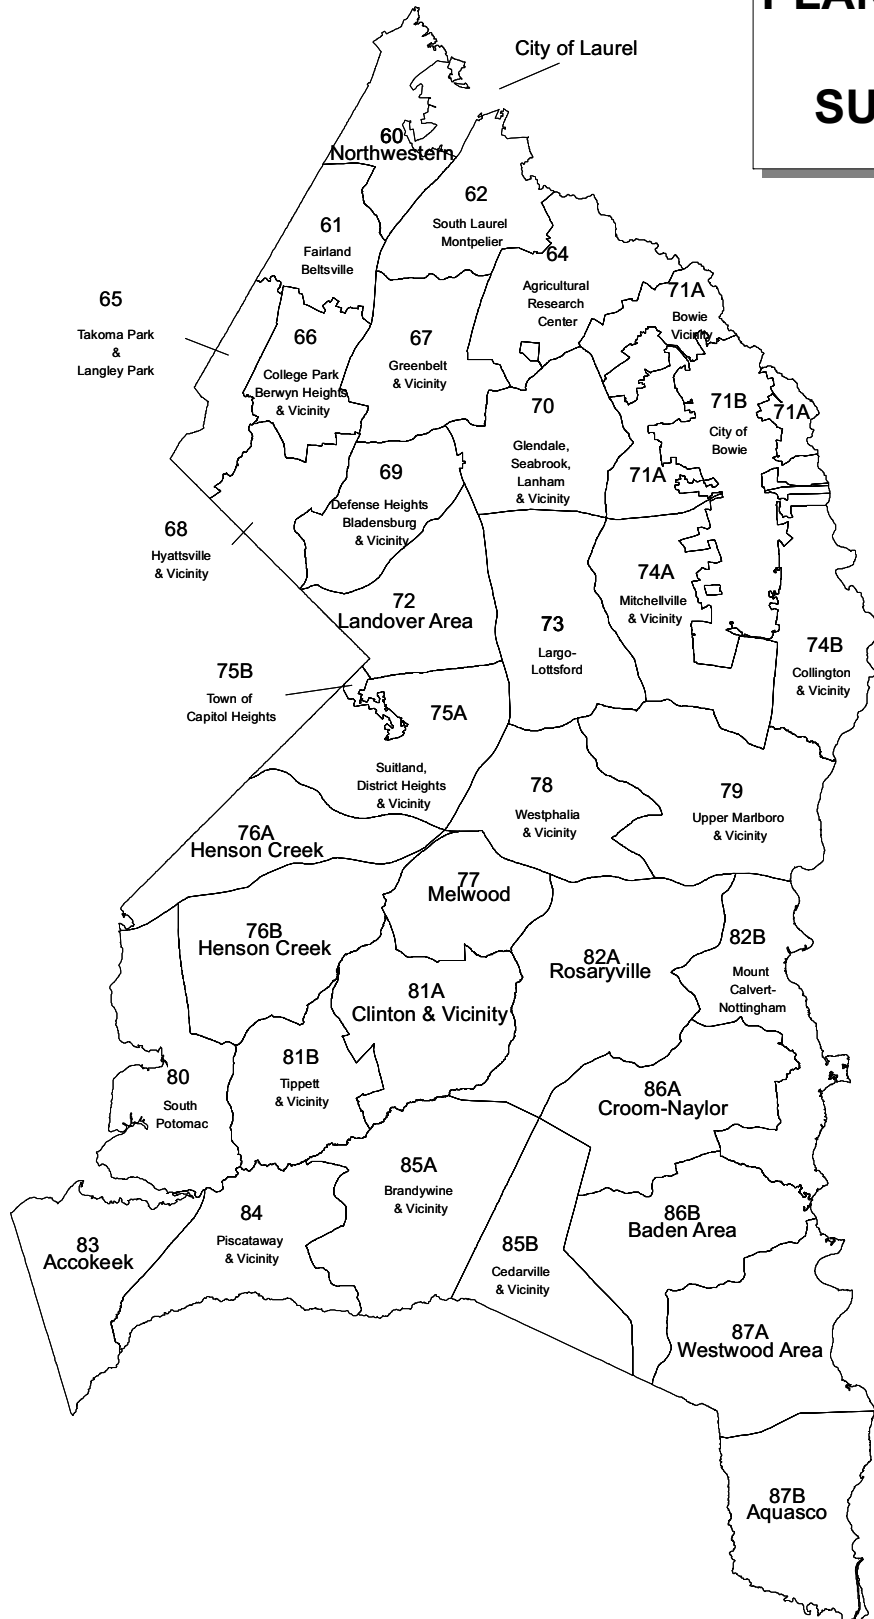 City of Laurel
SU
60
Northwestern
62
South Laurel
Montpelier
61
Fairland
Beltsville
64
Agricultural
Research
Center
71A
Bowie
Vicinity
65
Takoma Park
&
Langley Park
66
College Park
Berwyn Heights
& Vicinity
67
Greenbelt
& Vicinity
70
Glendale,
Seabrook,
Lanham
& Vicinity
71B
City of
Bowie
71A
71A
69
Defense Heights
Bladensburg
& Vicinity
68
Hyattsville
& Vicinity
72
Landover Area
73
Largo-
Lottsford
74A
Mitchellville
& Vicinity
74B
Collington
& Vicinity
75B
Town of
Capitol Heights
75A
Suitland,
District Heights
& Vicinity
78
Westphalia
& Vicinity
79
Upper Marlboro
& Vicinity
76A
Henson Creek
77
Melwood
76B
Henson Creek
82A
Rosaryville
82B
Mount
Calvert-
Nottingham
81A
Clinton & Vicinity
81B
Tippett
& Vicinity
80
South
Potomac
86A
Croom-Naylor
85A
Brandywine
& Vicinity
84
Piscataway
& Vicinity
83
Accokeek
85B
Cedarville
& Vicinity
86B
Baden Area
87A
Westwood Area
87B
Aquasco